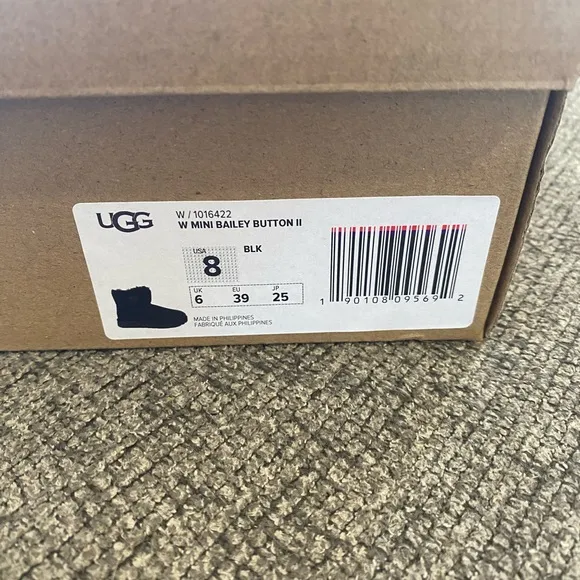 UGG
W / 1016422
W MINI BAILEY BUTTON II
USA
8
BLK
UK EU JP
6 39 25
MADE IN PHILIPPINES
FABRIQUÉ AUX PHILIPPINES
1 90108 09569 2